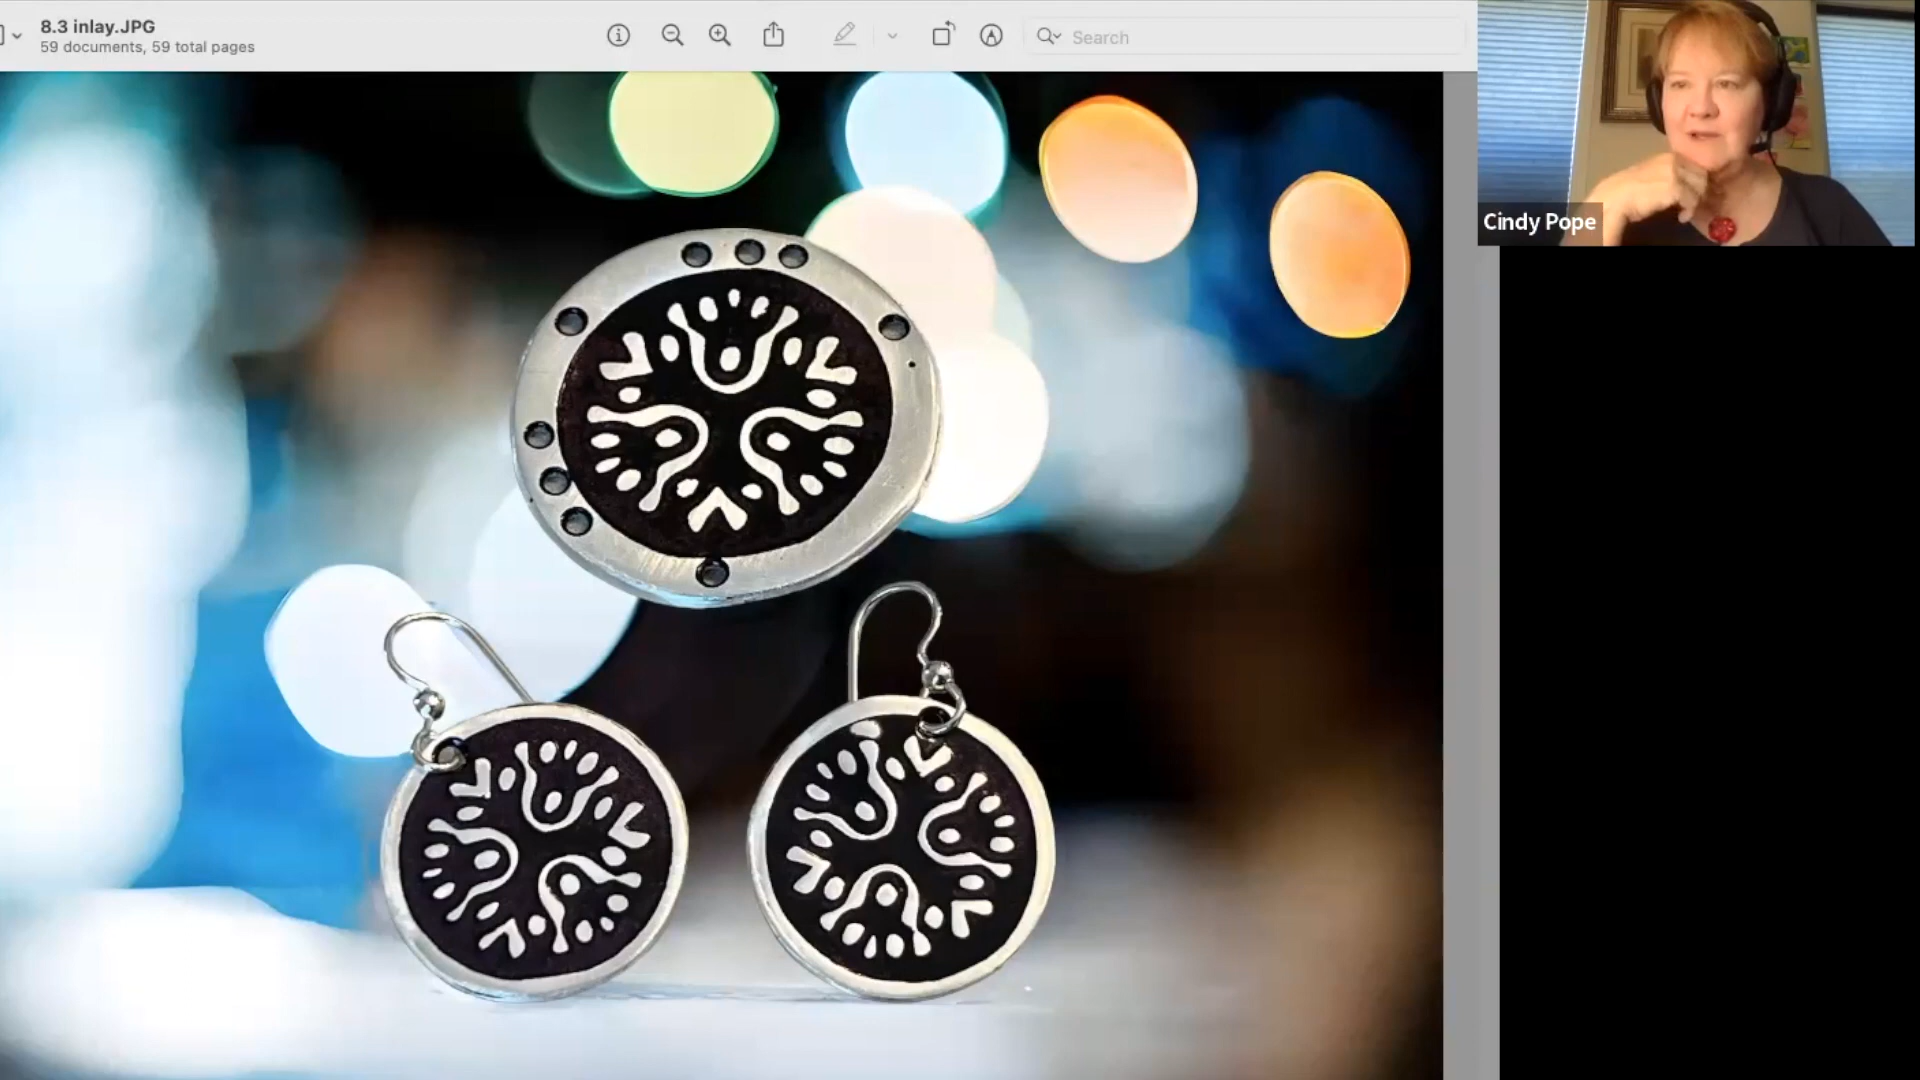 8.3 inlay.JPG
59 documents, 59 total pages
Search
Cindy Pope